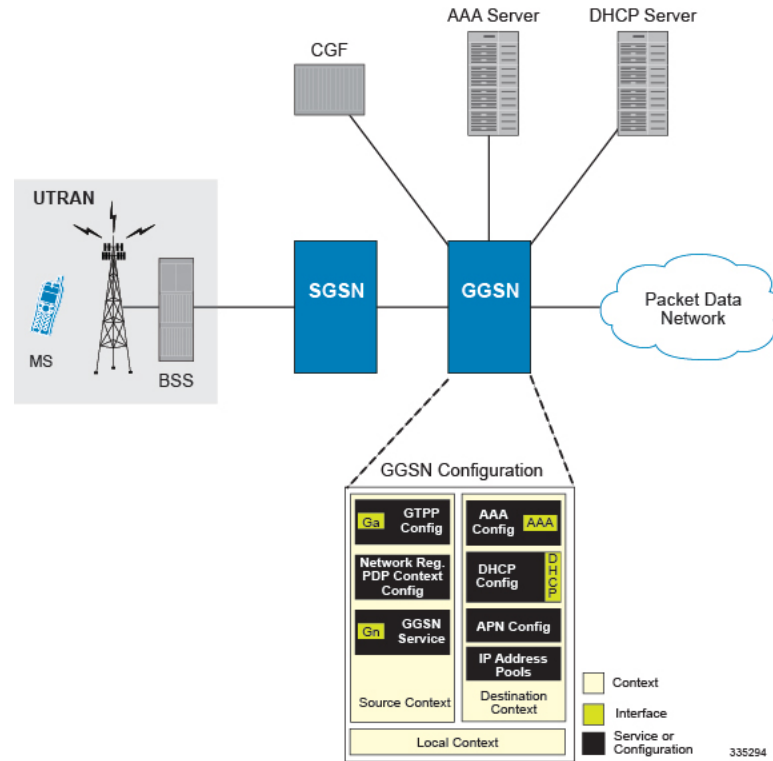 AAA Server
DHCP Server
CGF
UTRAN
MS
BSS
SGSN
GGSN
Packet Data
Network
GGSN Configuration
Ga
GTPP
Config
Network Reg.
PDP Context
Config
Gn
GGSN
Service
Source Context
AAA
Config
AAA
DHCP
Config
DHCP
APN Config
IP Address
Pools
Destination
Context
Local Context
Context
Interface
Service or
Configuration
335294